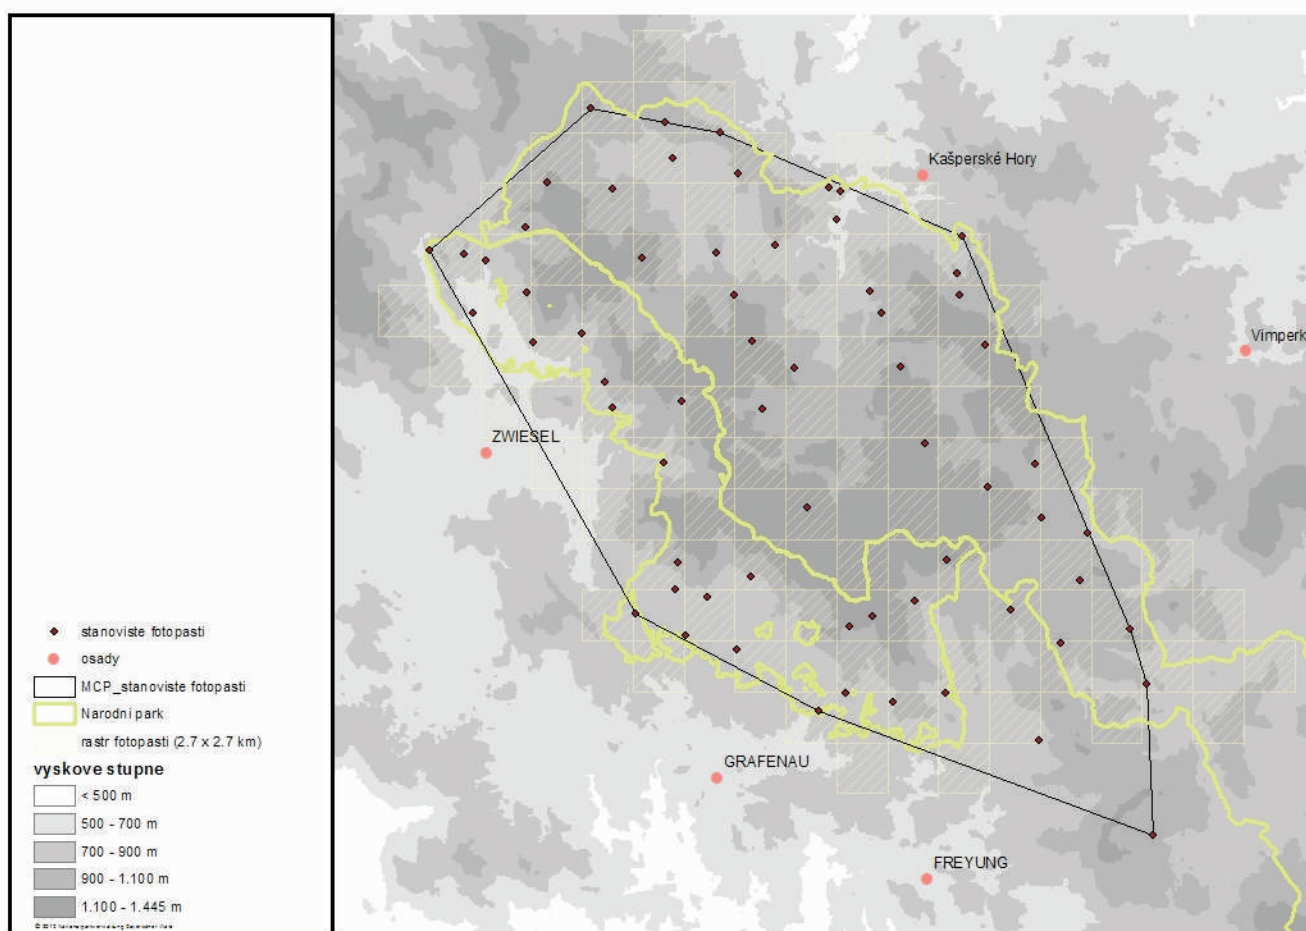 stanoviste fotopasti
osady
MCP_stanoviste fotopasti
Narodni park
rastr fotopasti (2.7 x 2.7 km)
vyskove stupne
< 500 m
500 - 700 m
700 - 900 m
900 - 1.100 m
1.100 - 1.445 m
Kašperské Hory
Vimperk
ZWIESEL
GRAFENAU
FREYUNG